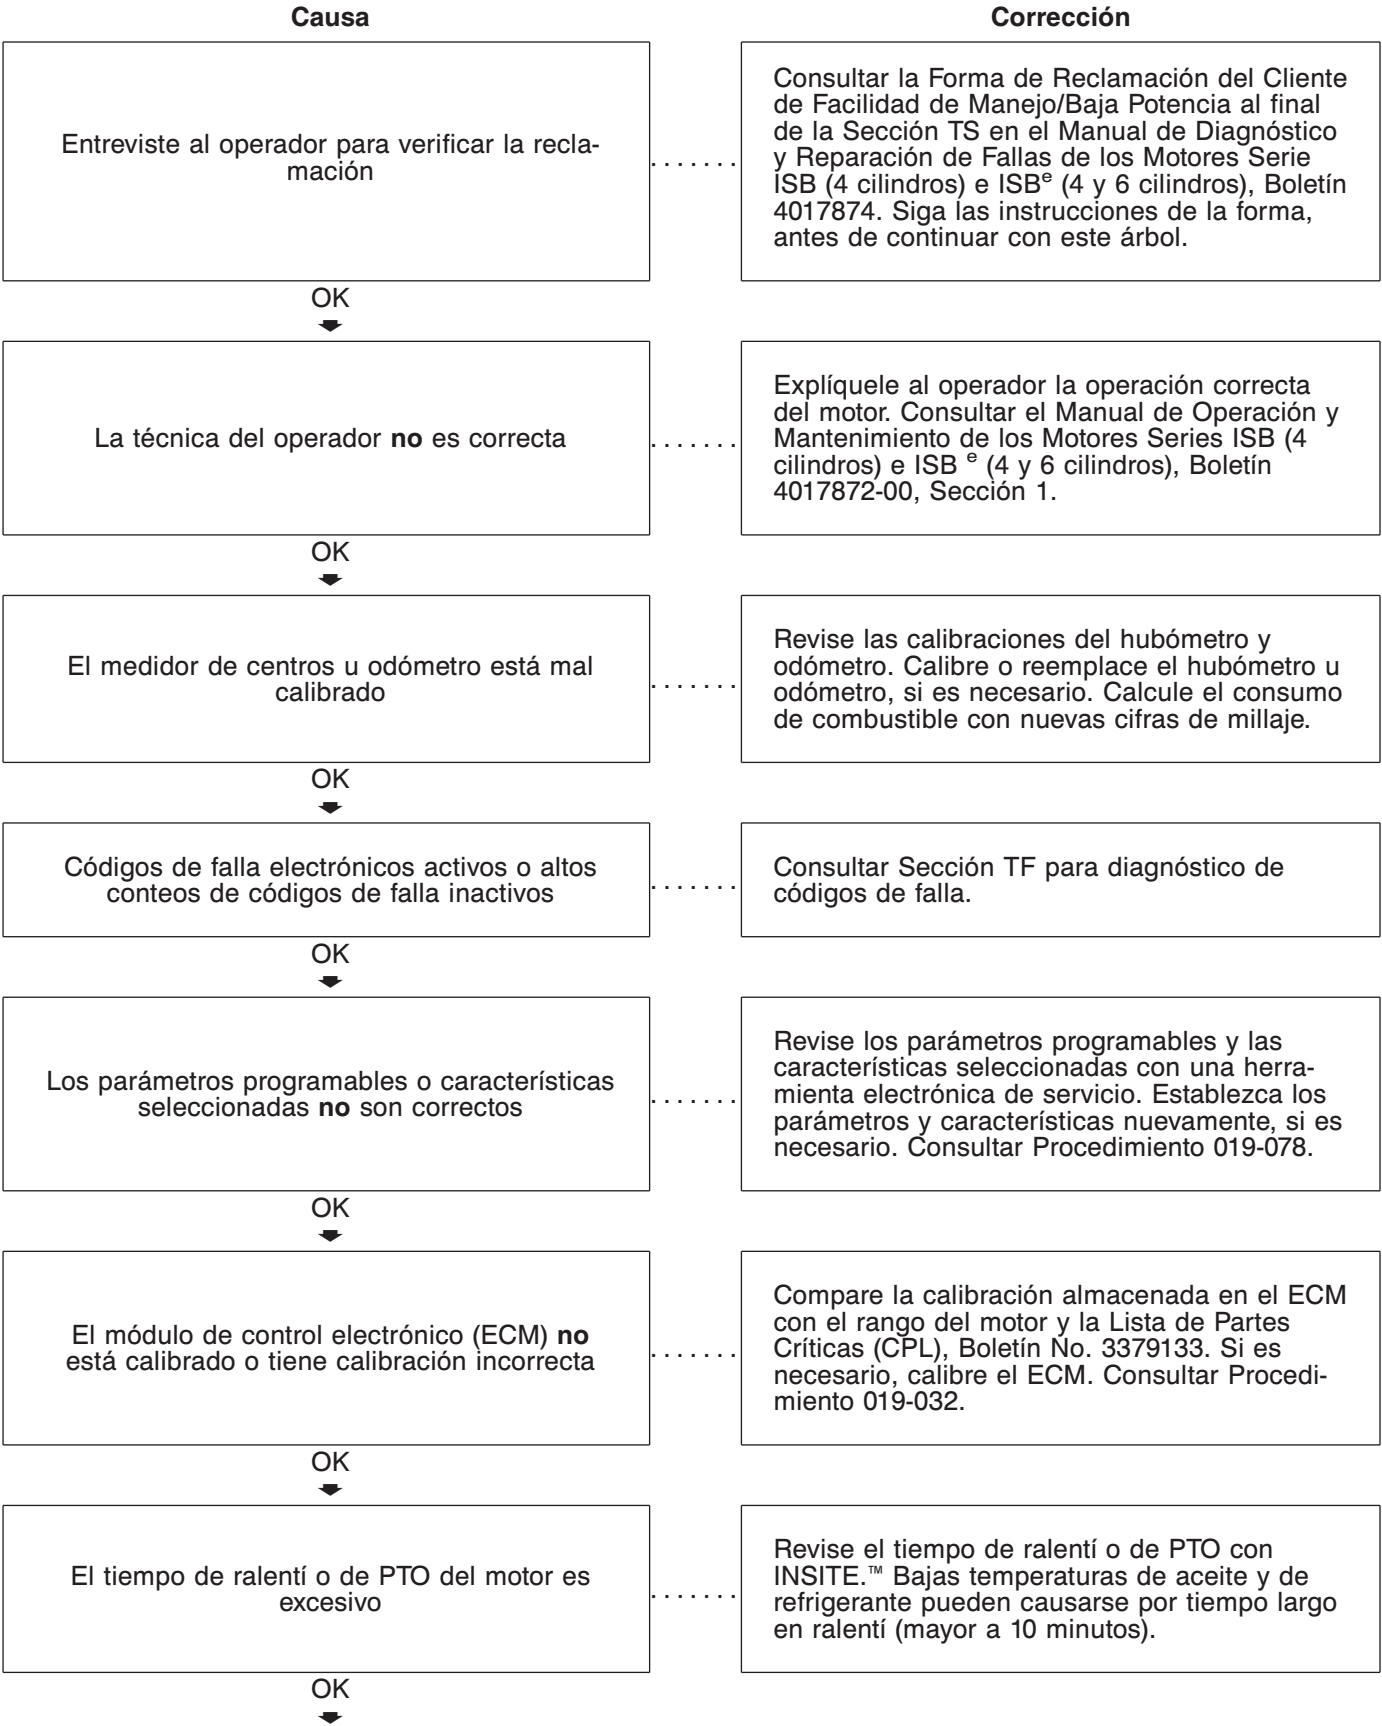 Causa
Corrección
Entreviste al operador para verificar la recla-
mación
.......
Consultar la Forma de Reclamación del Cliente
de Facilidad de Manejo/Baja Potencia al final
de la Sección TS en el Manual de Diagnóstico
y Reparación de Fallas de los Motores Serie
ISB (4 cilindros) e ISBᵉ (4 y 6 cilindros), Boletín
4017874. Siga las instrucciones de la forma,
antes de continuar con este árbol.
OK
La técnica del operador no es correcta
.......
Explíquele al operador la operación correcta
del motor. Consultar el Manual de Operación y
Mantenimiento de los Motores Series ISB (4
cilindros) e ISB ᵉ (4 y 6 cilindros), Boletín
4017872-00, Sección 1.
OK
El medidor de centros u odómetro está mal
calibrado
.......
Revise las calibraciones del hubómetro y
odómetro. Calibre o reemplace el hubómetro u
odómetro, si es necesario. Calcule el consumo
de combustible con nuevas cifras de millaje.
OK
Códigos de falla electrónicos activos o altos
conteos de códigos de falla inactivos
.......
Consultar Sección TF para diagnóstico de
códigos de falla.
OK
Los parámetros programables o características
seleccionadas no son correctos
.......
Revise los parámetros programables y las
características seleccionadas con una herra-
mienta electrónica de servicio. Establezca los
parámetros y características nuevamente, si es
necesario. Consultar Procedimiento 019-078.
OK
El módulo de control electrónico (ECM) no
está calibrado o tiene calibración incorrecta
.......
Compare la calibración almacenada en el ECM
con el rango del motor y la Lista de Partes
Críticas (CPL), Boletín No. 3379133. Si es
necesario, calibre el ECM. Consultar Procedi-
miento 019-032.
OK
El tiempo de ralentí o de PTO del motor es
excesivo
.......
Revise el tiempo de ralentí o de PTO con
INSITE.™ Bajas temperaturas de aceite y de
refrigerante pueden causarse por tiempo largo
en ralentí (mayor a 10 minutos).
OK